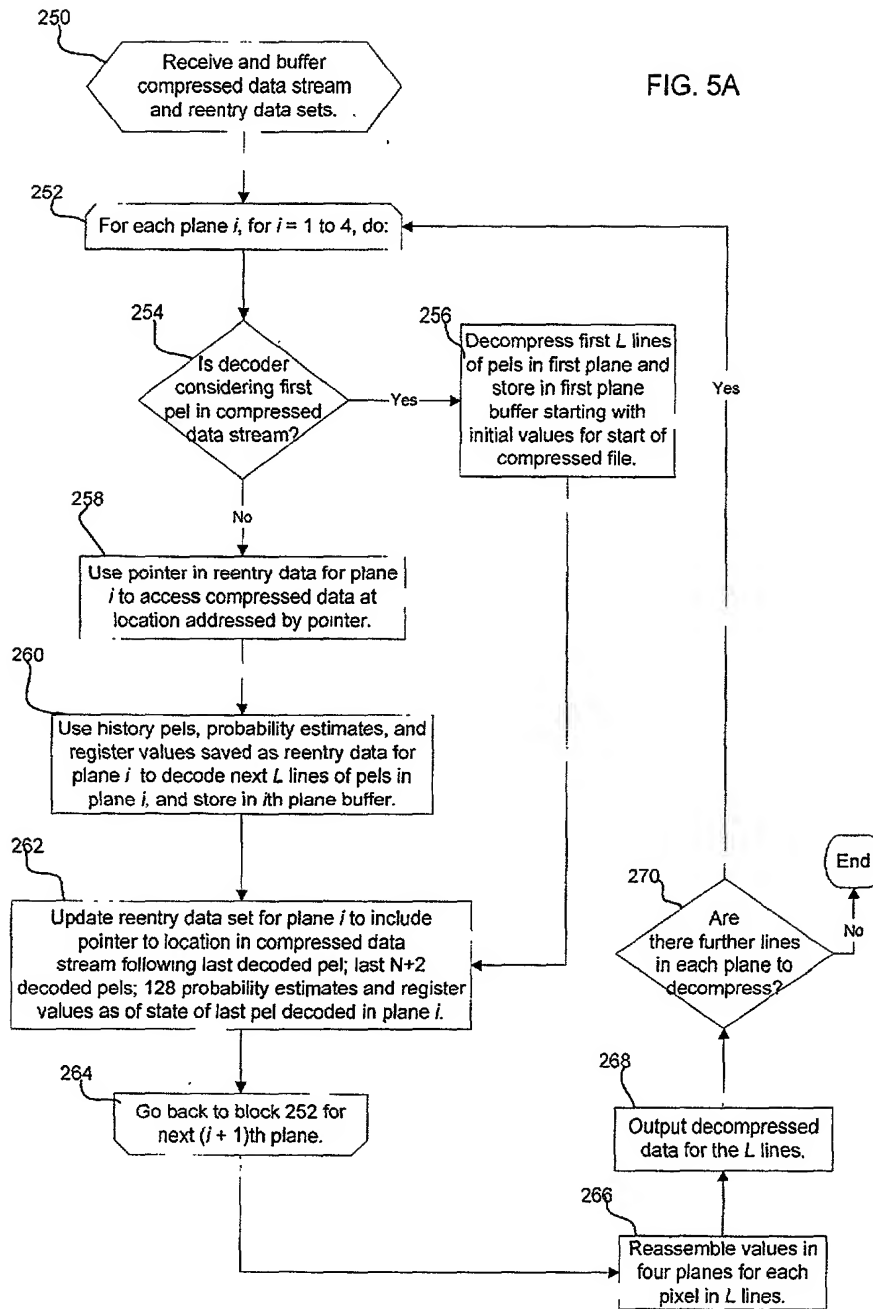 250
Receive and buffer
compressed data stream
and reentry data sets.
FIG. 5A
252
For each plane i, for i = 1 to 4, do:
254
Is decoder
considering first
pel in compressed
data stream?
Yes
256
Decompress first L lines
of pels in first plane and
store in first plane
buffer starting with
initial values for start of
compressed file.
Yes
No
258
Use pointer in reentry data for plane
i to access compressed data at
location addressed by pointer.
260
Use history pels, probability estimates, and
register values saved as reentry data for
plane i to decode next L lines of pels in
plane i, and store in ith plane buffer.
262
Update reentry data set for plane i to include
pointer to location in compressed data
stream following last decoded pel; last N+2
decoded pels; 128 probability estimates and register
values as of state of last pel decoded in plane i.
264
Go back to block 252 for
next (i + 1)th plane.
End
270
Are
there further lines
in each plane to
decompress?
No
268
Output decompressed
data for the L lines.
266
Reassemble values in
four planes for each
pixel in L lines.